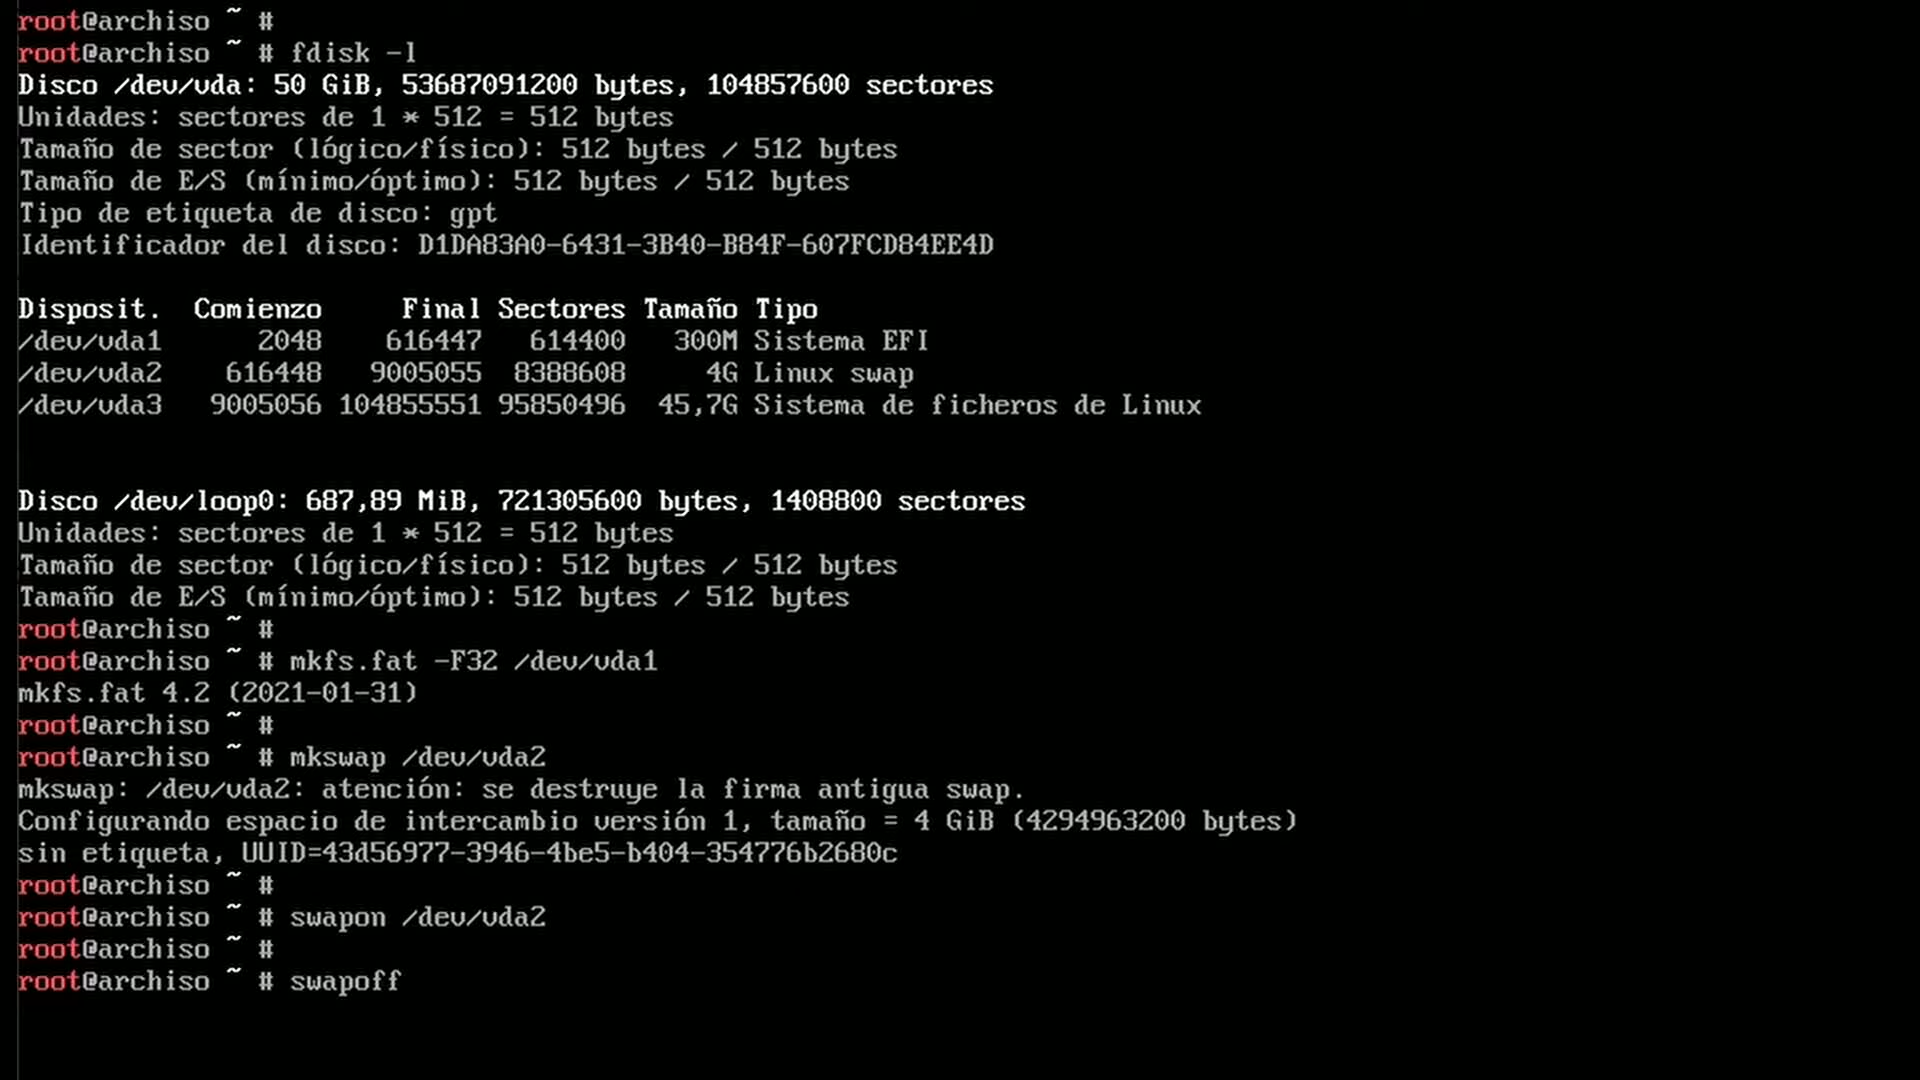 root@archiso ~ #
root@archiso ~ # fdisk -l
Disco /dev/vda: 50 GiB, 53687091200 bytes, 104857600 sectores
Unidades: sectores de 1 * 512 = 512 bytes
Tamaño de sector (lógico/físico): 512 bytes / 512 bytes
Tamaño de E/S (mínimo/óptimo): 512 bytes / 512 bytes
Tipo de etiqueta de disco: gpt
Identificador del disco: D1DA83A0-6431-3B40-B84F-607FCD84EE4D
Disposit. Comienzo Final Sectores Tamaño Tipo
/dev/vda1 2048 616447 614400 300M Sistema EFI
/dev/vda2 616448 9005055 8388608 4G Linux swap
/dev/vda3 9005056 104855551 95850496 45,7G Sistema de ficheros de Linux
Disco /dev/loop0: 687,89 MiB, 721305600 bytes, 1408800 sectores
Unidades: sectores de 1 * 512 = 512 bytes
Tamaño de sector (lógico/físico): 512 bytes / 512 bytes
Tamaño de E/S (mínimo/óptimo): 512 bytes / 512 bytes
root@archiso ~ #
root@archiso ~ # mkfs.fat -F32 /dev/vda1
mkfs.fat 4.2 (2021-01-31)
root@archiso ~ #
root@archiso ~ # mkswap /dev/vda2
mkswap: /dev/vda2: atención: se destruye la firma antigua swap.
Configurando espacio de intercambio versión 1, tamaño = 4 GiB (4294963200 bytes)
sin etiqueta, UUID=43d56977-3946-4be5-b404-354776b2680c
root@archiso ~ #
root@archiso ~ # swapon /dev/vda2
root@archiso ~ #
root@archiso ~ # swapoff